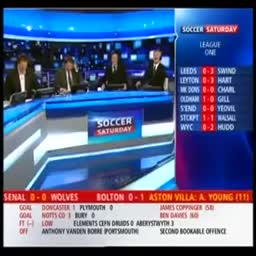 SOCCER SATURDAY
LEAGUE
ONE
LEEDS 0-3 SWIND
LEYTON 0-3 HART
MK DONS 0-0 CHARL
OLDHAM 1-0 GILL
S'END 0-0 YEOVIL
STCKPT 1-1 WALSALL
WYC 0-2 HUDD
SOCCER
SATURDAY
SENAL 0-0 WOLVES BOLTON 0-1 ASTON VILLA: A. YOUNG (11)
GOAL DONCASTER 1 PLYMOUTH 0 JAMES COPPINGER (58)
GOAL NOTTS CO 3 BURY 0 BEN DAVIES (60)
FT (-) LOW ELEMENTS CEFN DRUIDS 0 ABERYSTWYTH 3
OFF ANTHONY VANDEN BORRE (PORTSMOUTH) SECOND BOOKABLE OFFENCE